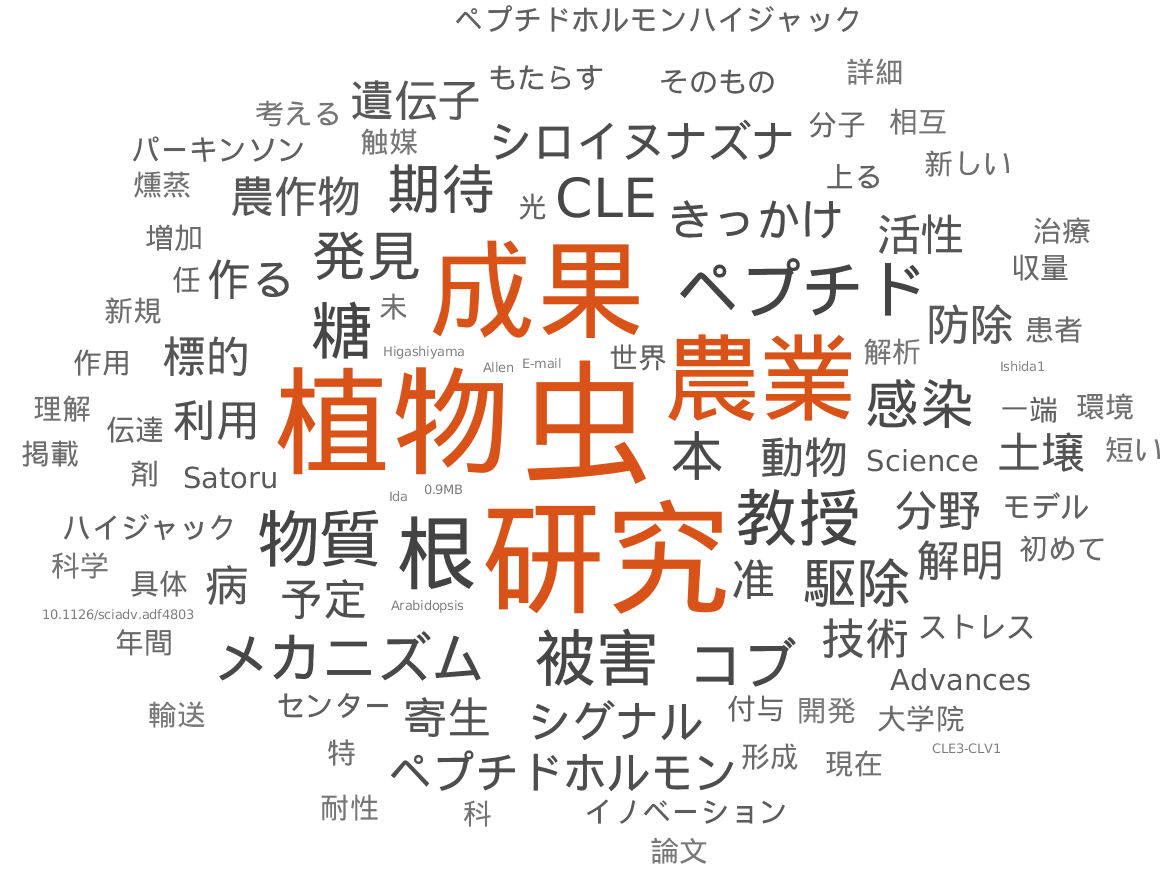 ペプチドホルモンハイジャック
もたらす そのもの 詳細
考える 遺伝子
触媒 シロイヌナズナ 分子 相互
パーキンソン 新しい
燻蒸 農作物 期待 光 CLE きっかけ 上る
増加 発見 成果 活性 治療
任 作る ペプチド 収量
新規 糖 未 防除 患者
作用 標的 Higashiyama Allen E-mail 世界 農業 解析 Ishida1
理解 伝達 利用 植物 虫 感染 一端 環境
掲載 剤 Satoru 本 動物 Science 土壌 短い
Ida 0.9MB
ハイジャック 物質 根 研究 教授 分野 モデル
科学 具体 病 予定 准 駆除 解明 初めて
10.1126/sciadv.adf4803 Arabidopsis
年間 メカニズム 被害 コブ 技術 ストレス
Advances
輸送 センター 寄生 シグナル 付与 開発 大学院
特 ペプチドホルモン 形成 現在 CLE3-CLV1
耐性 科 イノベーション
論文